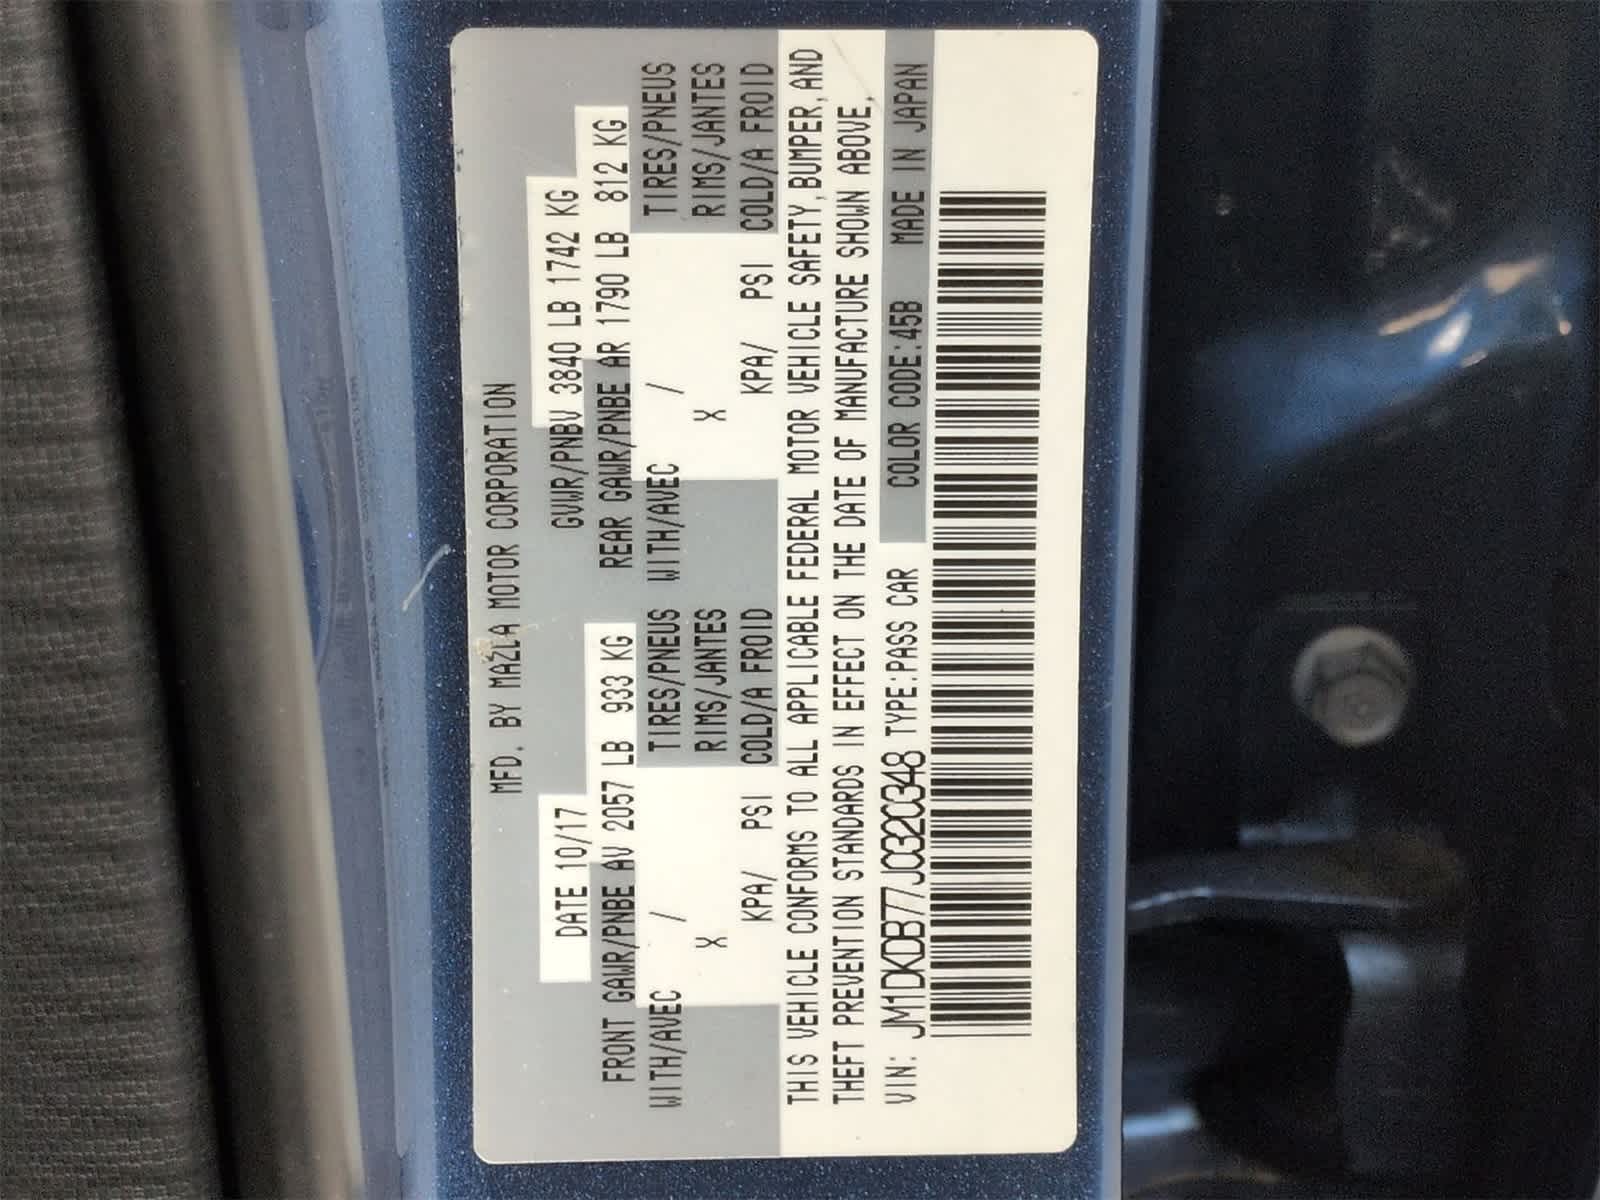 MFD. BY MAZDA MOTOR CORPORATION
DATE 10/17 GVWR/PNBV 3840 LB 1742 KG
FRONT GAWR/PNBE AV 2057 LB 933 KG REAR GAWR/PNBE AR 1790 LB 812 KG
WITH/AVEC / TIRES/PNEUS WITH/AVEC / TIRES/PNEUS
X RIMS/JANTES X RIMS/JANTES
KPA/ PSI COLD/A FROID KPA/ PSI COLD/A FROID
THIS VEHICLE CONFORMS TO ALL APPLICABLE FEDERAL MOTOR VEHICLE SAFETY, BUMPER, AND
THEFT PREVENTION STANDARDS IN EFFECT ON THE DATE OF MANUFACTURE SHOWN ABOVE.
VIN: JM1DKDB77J0320348 TYPE:PASS CAR COLOR CODE:45B MADE IN JAPAN